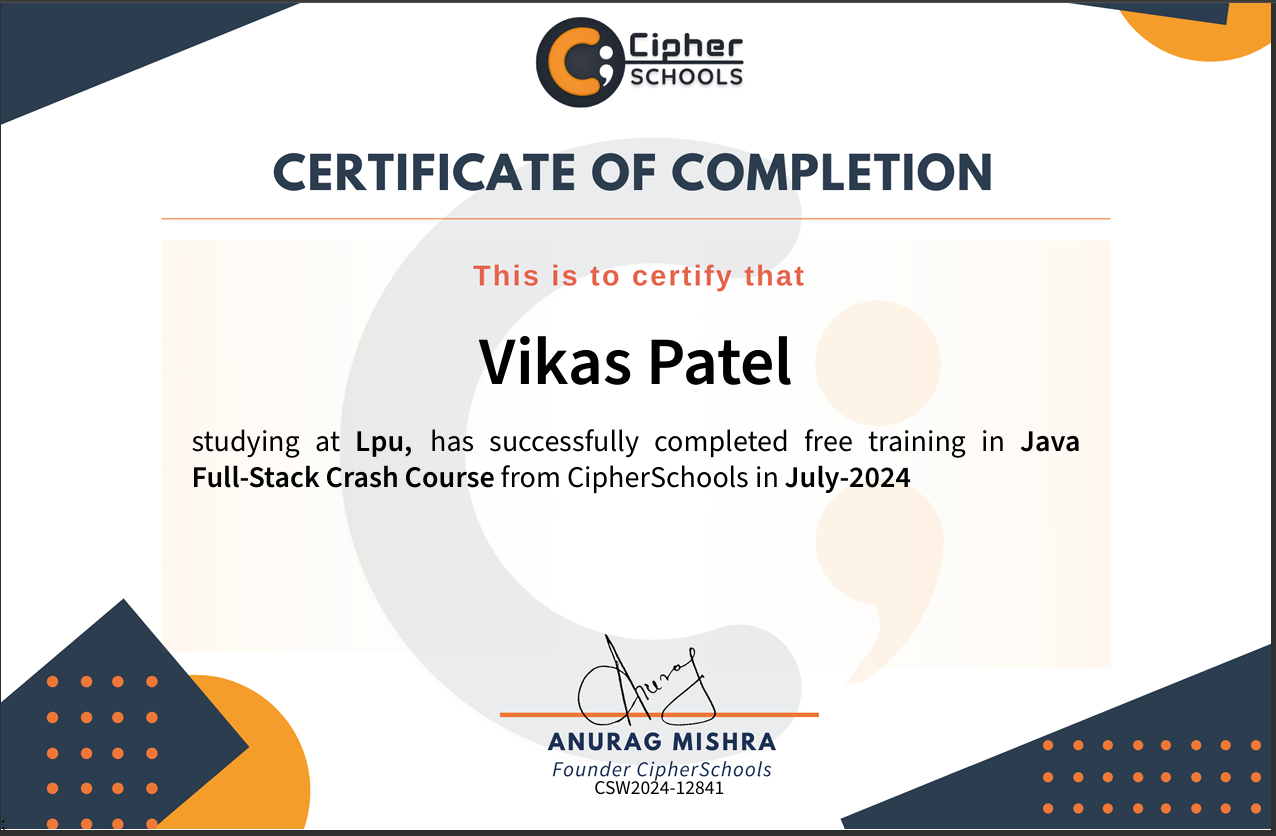 Cipher
SCHOOLS
CERTIFICATE OF COMPLETION
This is to certify that
Vikas Patel
studying at Lpu, has successfully completed free training in Java
Full-Stack Crash Course from CipherSchools in July-2024
Anurag
ANURAG MISHRA
Founder CipherSchools
CSW2024-12841